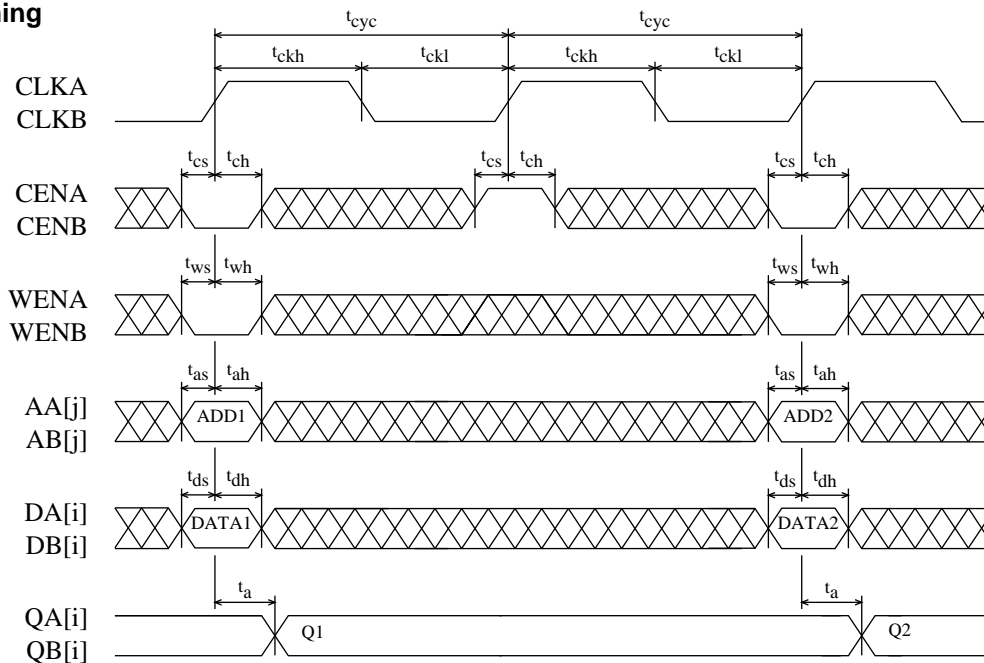 ing
tcyc tcyc
tckh tckl tckh tckl
CLKA
CLKB
tcs tch tcs tch tcs tch
CENA
CENB
tws twh tws twh
WENA
WENB
tas tah tas tah
AA[j]
AB[j]
ADD1 ADD2
tds tdh tds tdh
DA[i]
DB[i]
DATA1 DATA2
ta ta
QA[i]
QB[i]
Q1 Q2